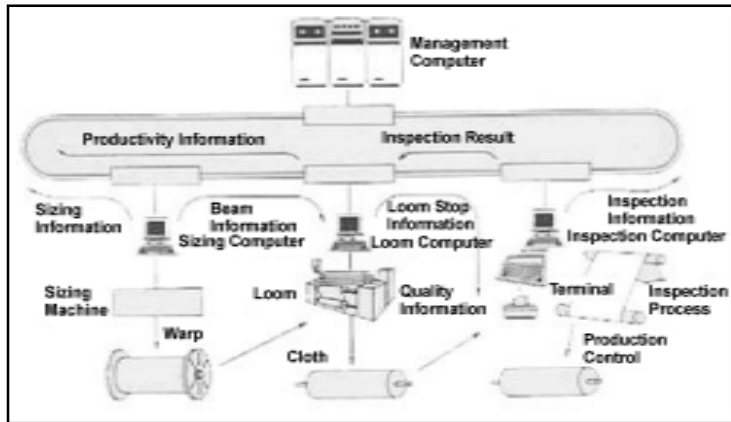 Management
Computer
Productivity Information
Inspection Result
Sizing
Information
Beam
Information
Sizing Computer
Loom Stop
Information
Loom Computer
Inspection
Information
Inspection Computer
Sizing
Machine
Loom
Quality
Information
Terminal
Inspection
Process
Warp
Cloth
Production
Control